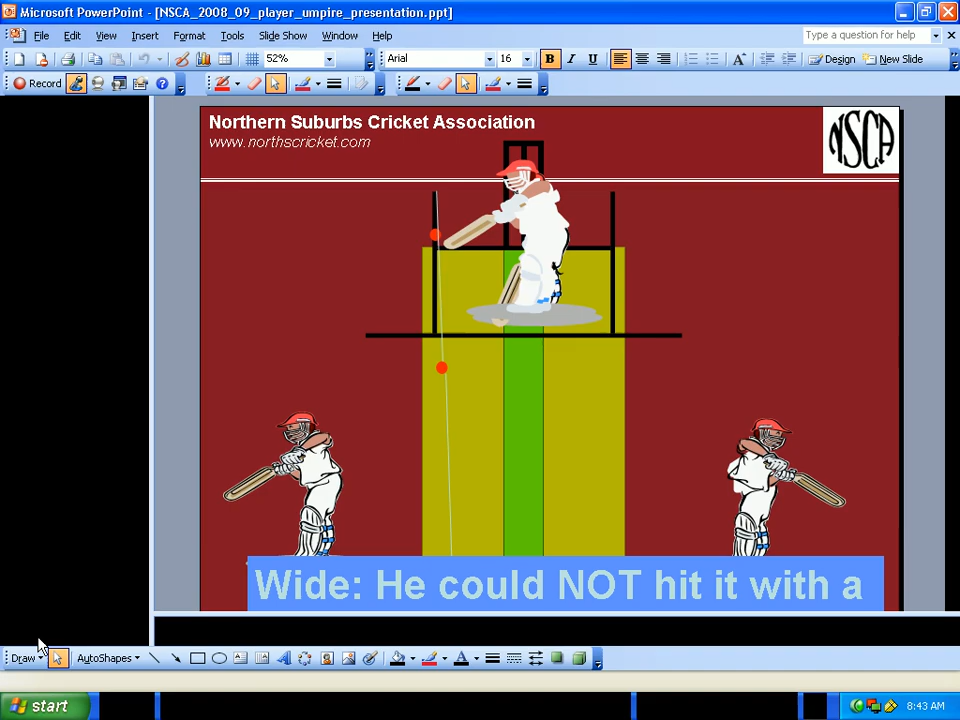 Microsoft PowerPoint - [NSCA_2008_09_player_umpire_presentation.ppt]
File Edit View Insert Format Tools Slide Show Window Help Type a question for help
52% Arial 16 B I U A Design New Slide
Record
Northern Suburbs Cricket Association
www.northscricket.com
NSCA
Wide: He could NOT hit it with a
Draw AutoShapes A A
start 8:43 AM